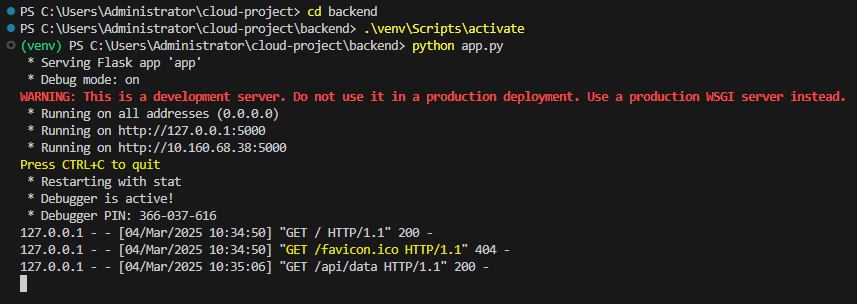 PS C:\Users\Administrator\cloud-project> cd backend
PS C:\Users\Administrator\cloud-project\backend> .\venv\Scripts\activate
(venv) PS C:\Users\Administrator\cloud-project\backend> python app.py
 * Serving Flask app 'app'
 * Debug mode: on
WARNING: This is a development server. Do not use it in a production deployment. Use a production WSGI server instead.
 * Running on all addresses (0.0.0.0)
 * Running on http://127.0.0.1:5000
 * Running on http://10.160.68.38:5000
Press CTRL+C to quit
 * Restarting with stat
 * Debugger is active!
 * Debugger PIN: 366-037-616
127.0.0.1 - - [04/Mar/2025 10:34:50] "GET / HTTP/1.1" 200 -
127.0.0.1 - - [04/Mar/2025 10:34:50] "GET /favicon.ico HTTP/1.1" 404 -
127.0.0.1 - - [04/Mar/2025 10:35:06] "GET /api/data HTTP/1.1" 200 -